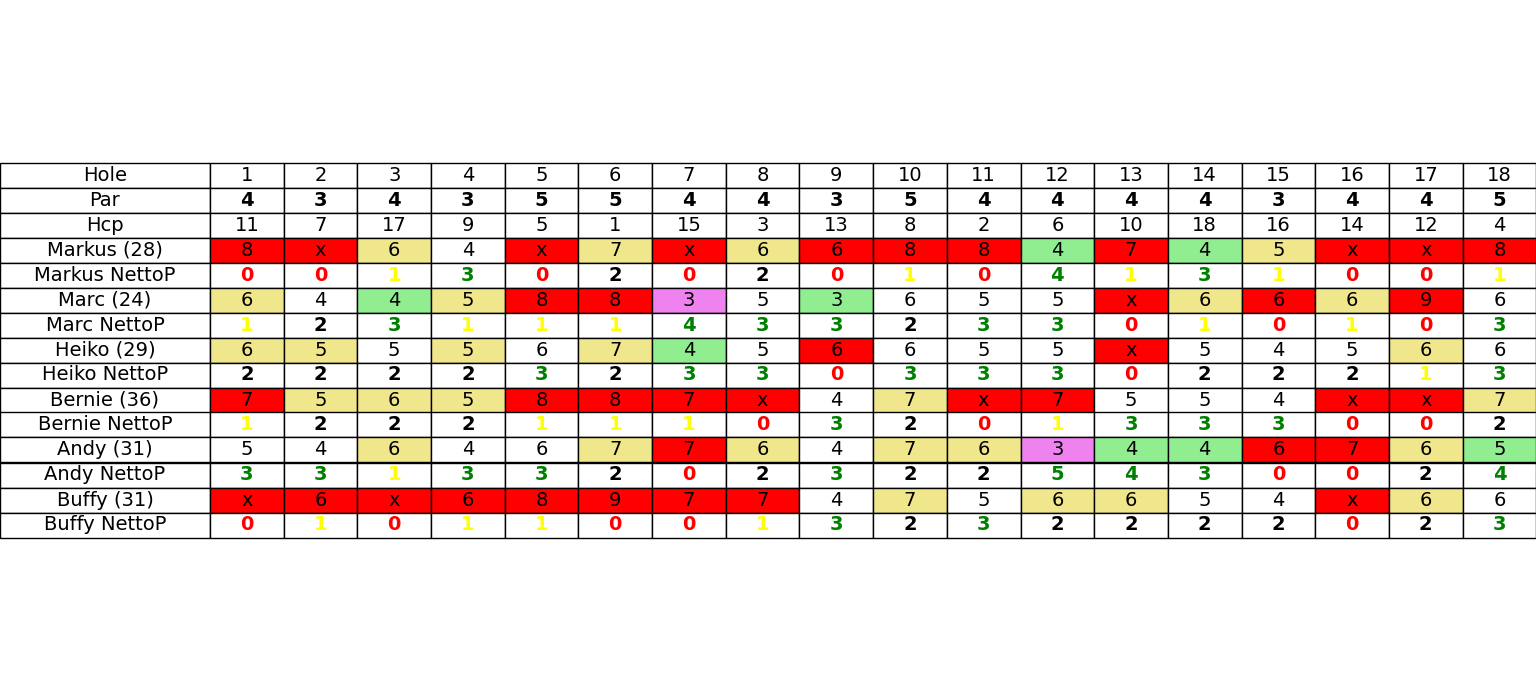 Hole 1 2 3 4 5 6 7 8 9 10 11 12 13 14 15 16 17 18
Par 4 3 4 3 5 5 4 4 3 5 4 4 4 4 3 4 4 5
Hcp 11 7 17 9 5 1 15 3 13 8 2 6 10 18 16 14 12 4
Markus (28) 8 x 6 4 x 7 x 6 6 8 8 4 7 4 5 x x 8
Markus NettoP 0 0 1 3 0 2 0 2 0 1 0 4 1 3 1 0 0 1
Marc (24) 6 4 4 5 8 8 3 5 3 6 5 5 x 6 6 6 9 6
Marc NettoP 1 2 3 1 1 1 4 3 3 2 3 3 0 1 0 1 0 3
Heiko (29) 6 5 5 5 6 7 4 5 6 6 5 5 x 5 4 5 6 6
Heiko NettoP 2 2 2 2 3 2 3 3 0 3 3 3 0 2 2 2 1 3
Bernie (36) 7 5 6 5 8 8 7 x 4 7 x 7 5 5 4 x x 7
Bernie NettoP 1 2 2 2 1 1 1 0 3 2 0 1 3 3 3 0 0 2
Andy (31) 5 4 6 4 6 7 7 6 4 7 6 3 4 4 6 7 6 5
Andy NettoP 3 3 1 3 3 2 0 2 3 2 2 5 4 3 0 0 2 4
Buffy (31) x 6 x 6 8 9 7 7 4 7 5 6 6 5 4 x 6 6
Buffy NettoP 0 1 0 1 1 0 0 1 3 2 3 2 2 2 2 0 2 3